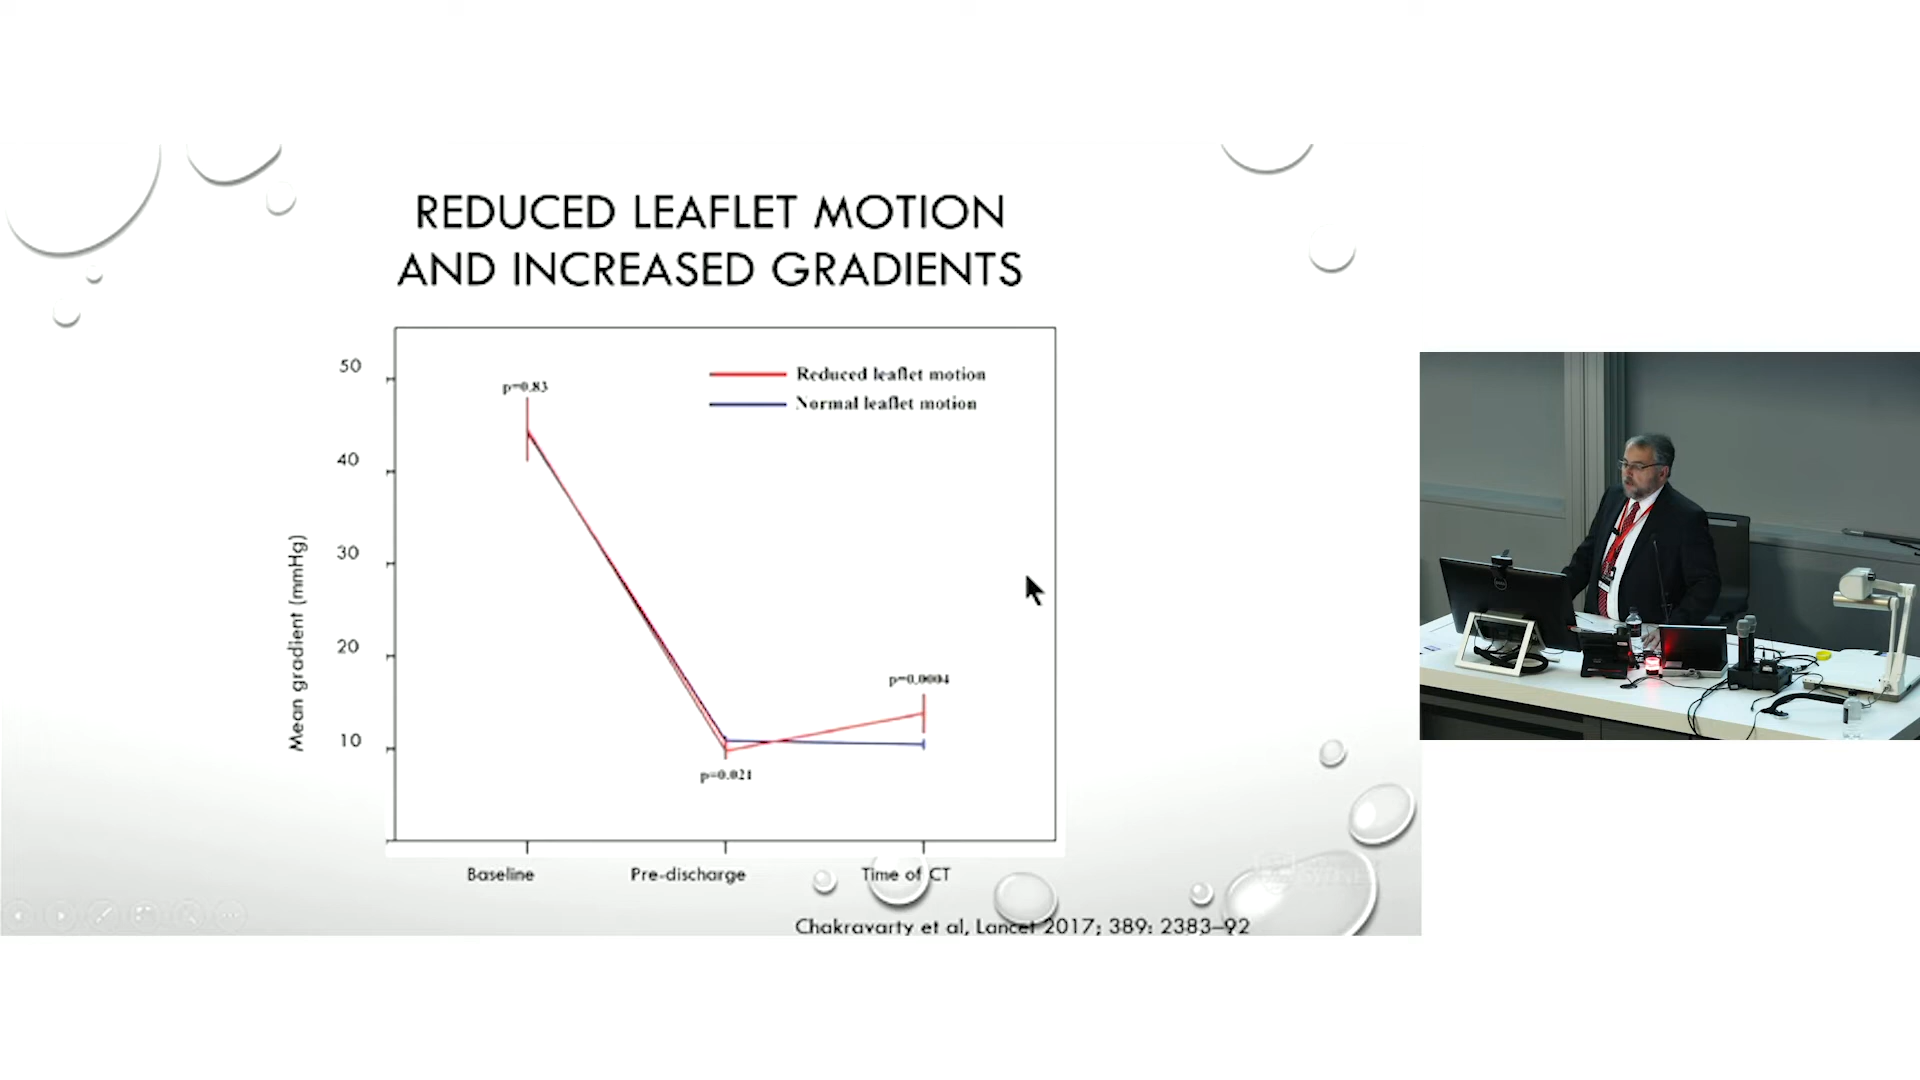 REDUCED LEAFLET MOTION
AND INCREASED GRADIENTS
50
40
30
20
10
Mean gradient (mmHg)
p=0.83
Reduced leaflet motion
Normal leaflet motion
p=0.0004
p=0.021
Baseline
Pre-discharge
Time of CT
Chakravarty et al, Lancet 2017; 389: 2383–92